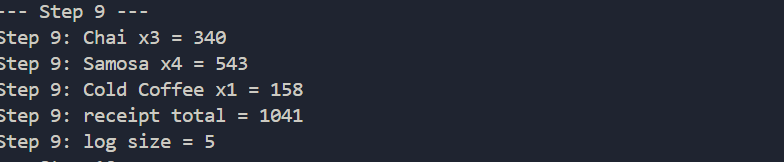 --- Step 9 ---
Step 9: Chai x3 = 340
Step 9: Samosa x4 = 543
Step 9: Cold Coffee x1 = 158
Step 9: receipt total = 1041
Step 9: log size = 5